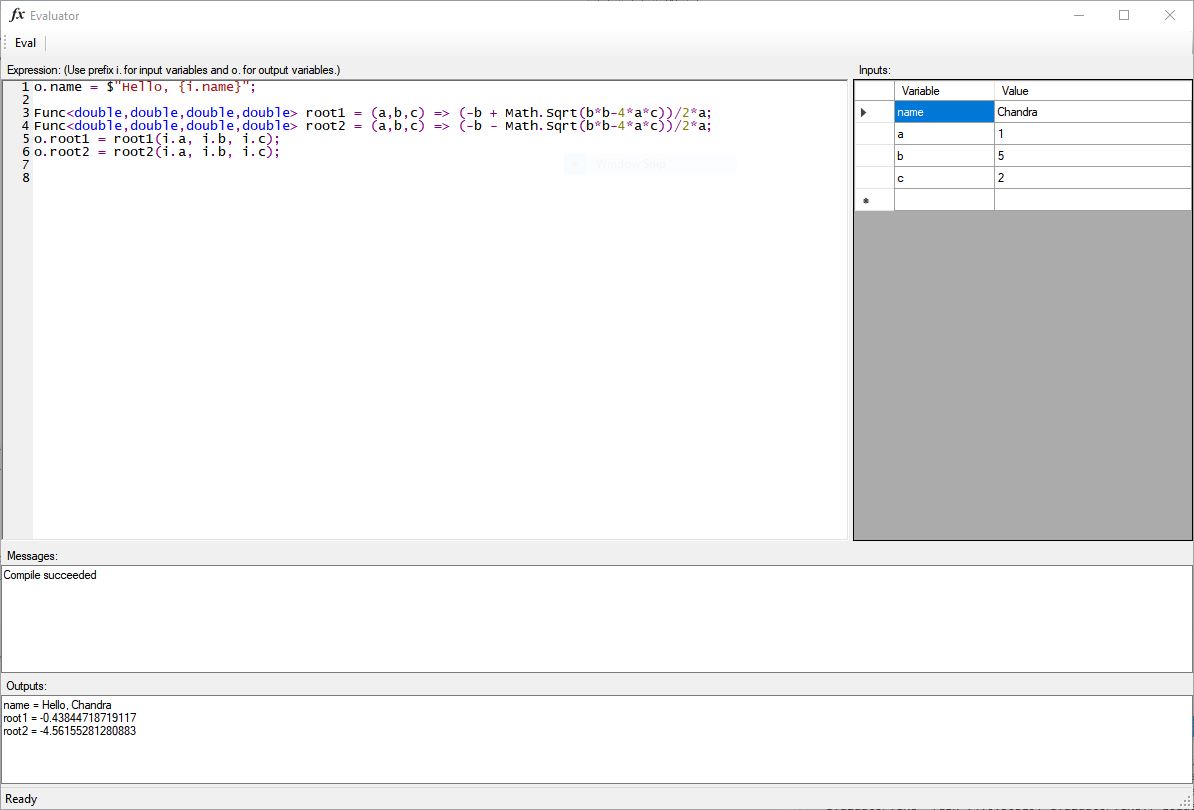 fx Evaluator
Eval
Expression: (Use prefix i. for input variables and o. for output variables.)
1 o.name = $"Hello, {i.name}";
2
3 Func<double,double,double,double> root1 = (a,b,c) => (-b + Math.Sqrt(b*b-4*a*c))/2*a;
4 Func<double,double,double,double> root2 = (a,b,c) => (-b - Math.Sqrt(b*b-4*a*c))/2*a;
5 o.root1 = root1(i.a, i.b, i.c);
6 o.root2 = root2(i.a, i.b, i.c);
7
8
Window Snip
Inputs:
Variable Value
name Chandra
a 1
b 5
c 2
Messages:
Compile succeeded
Outputs:
name = Hello, Chandra
root1 = -0.43844718719117
root2 = -4.56155281280883
Ready